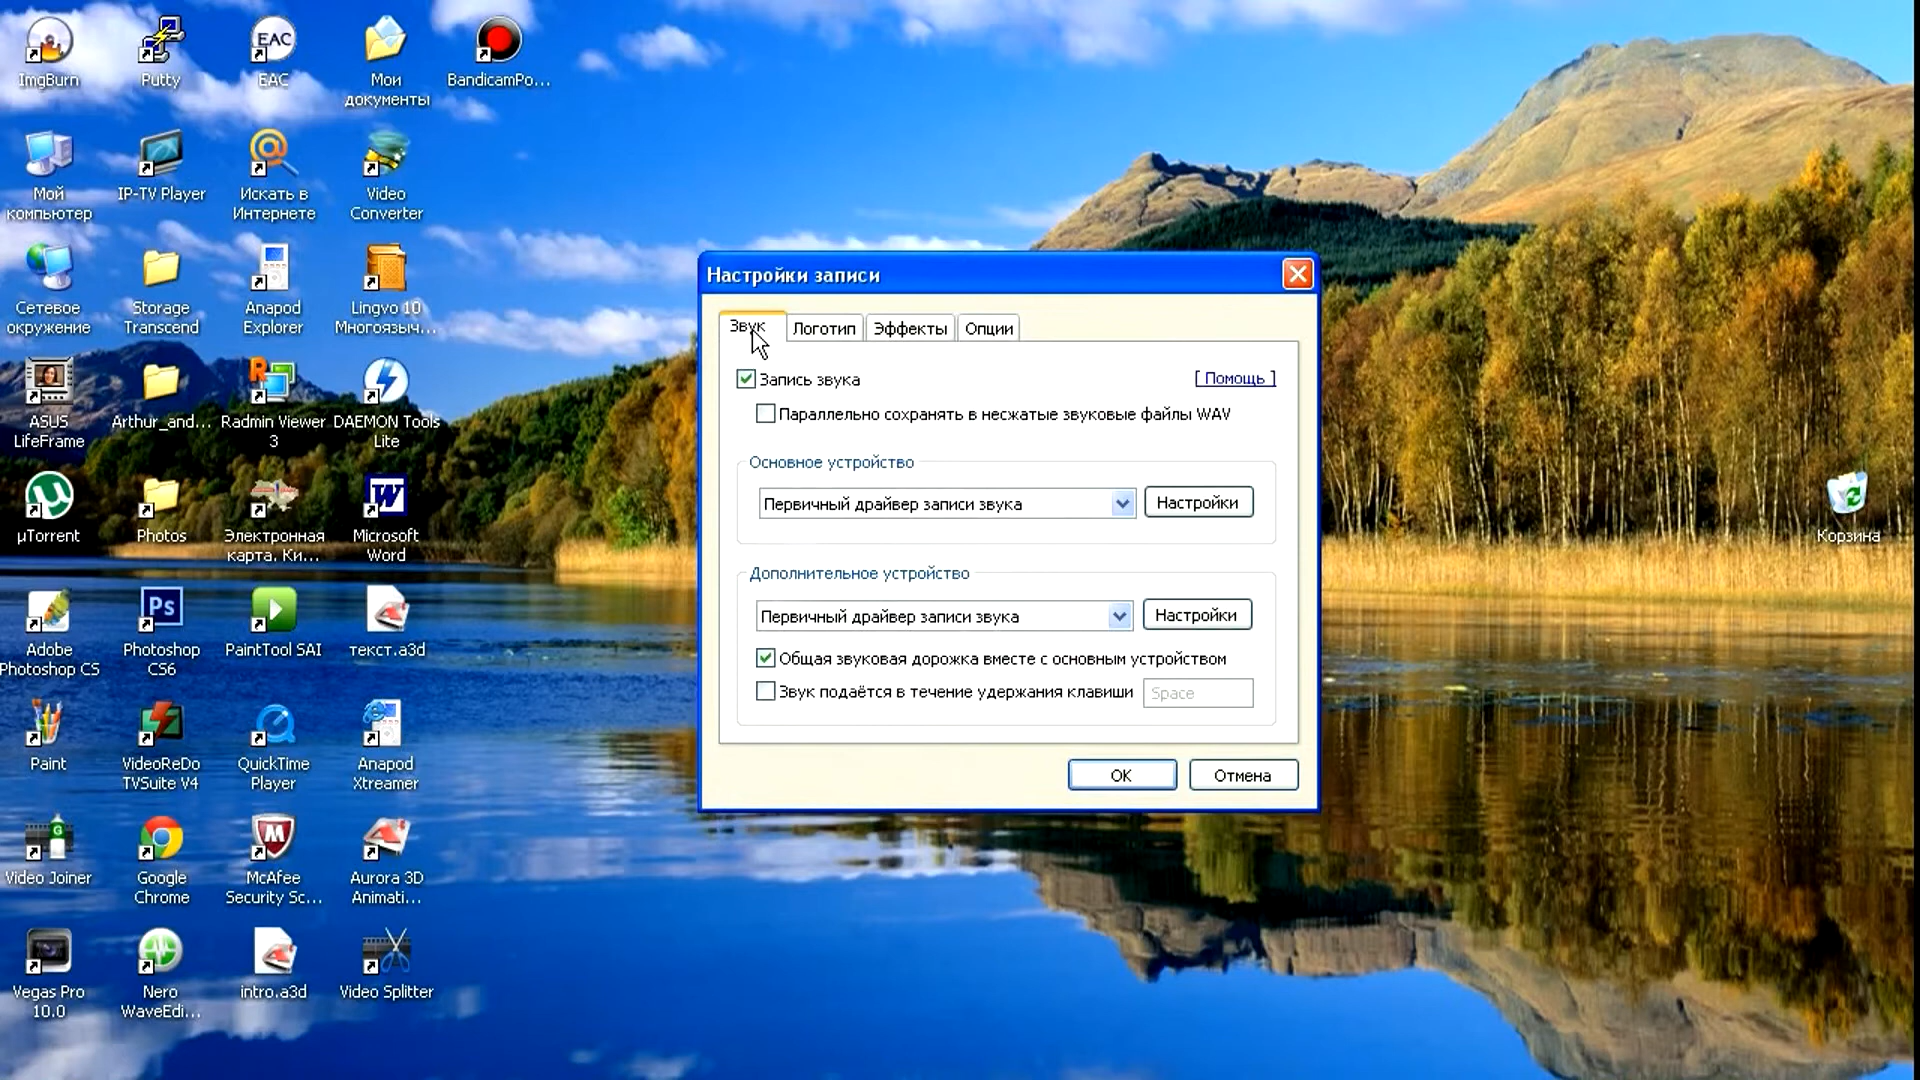 ImgBurn
Putty
EAC
Мои
документы
BandicamPo...
Мой
компьютер
IP-TV Player
Искать в
Интернете
Video
Converter
Сетевое
окружение
Storage
Transcend
Anapod
Explorer
Lingvo 10
Многоязыч...
ASUS
LifeFrame
Arthur_and...
Radmin Viewer
3
DAEMON Tools
Lite
µTorrent
Photos
Электронная
карта. Ки...
Microsoft
Word
Adobe
Photoshop CS
Photoshop
CS6
PaintTool SAI
текст.a3d
Paint
VideoReDo
TVSuite V4
QuickTime
Player
Anapod
Xtreamer
Video Joiner
Google
Chrome
McAfee
Security Sc...
Aurora 3D
Animati...
Vegas Pro
10.0
Nero
WaveEdi...
intro.a3d
Video Splitter
Корзина
Настройки записи
Звук
Логотип
Эффекты
Опции
Запись звука
[ Помощь ]
Параллельно сохранять в несжатые звуковые файлы WAV
Основное устройство
Первичный драйвер записи звука
Настройки
Дополнительное устройство
Первичный драйвер записи звука
Настройки
Общая звуковая дорожка вместе с основным устройством
Звук подаётся в течение удержания клавиши
Space
OK
Отмена